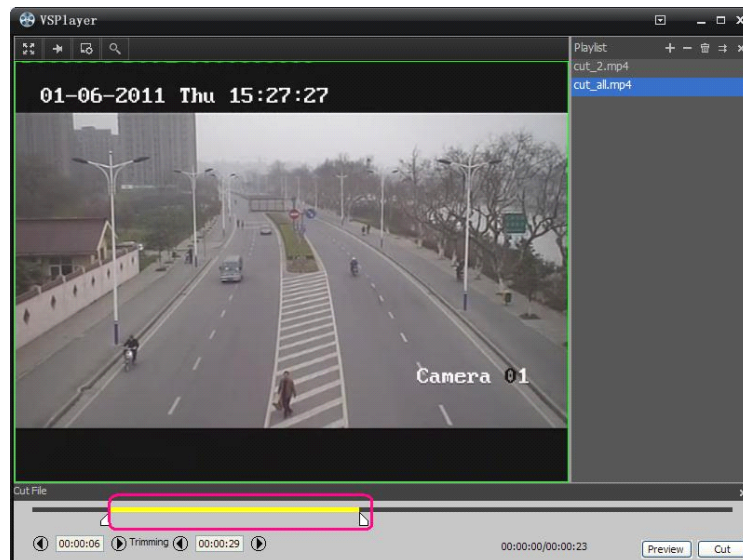 VSPlayer
Playlist
cut_2.mp4
cut_all.mp4
01-06-2011 Thu 15:27:27
Camera 01
Cut File
00:00:06 Trimming 00:00:29 00:00:00/00:00:23 Preview Cut